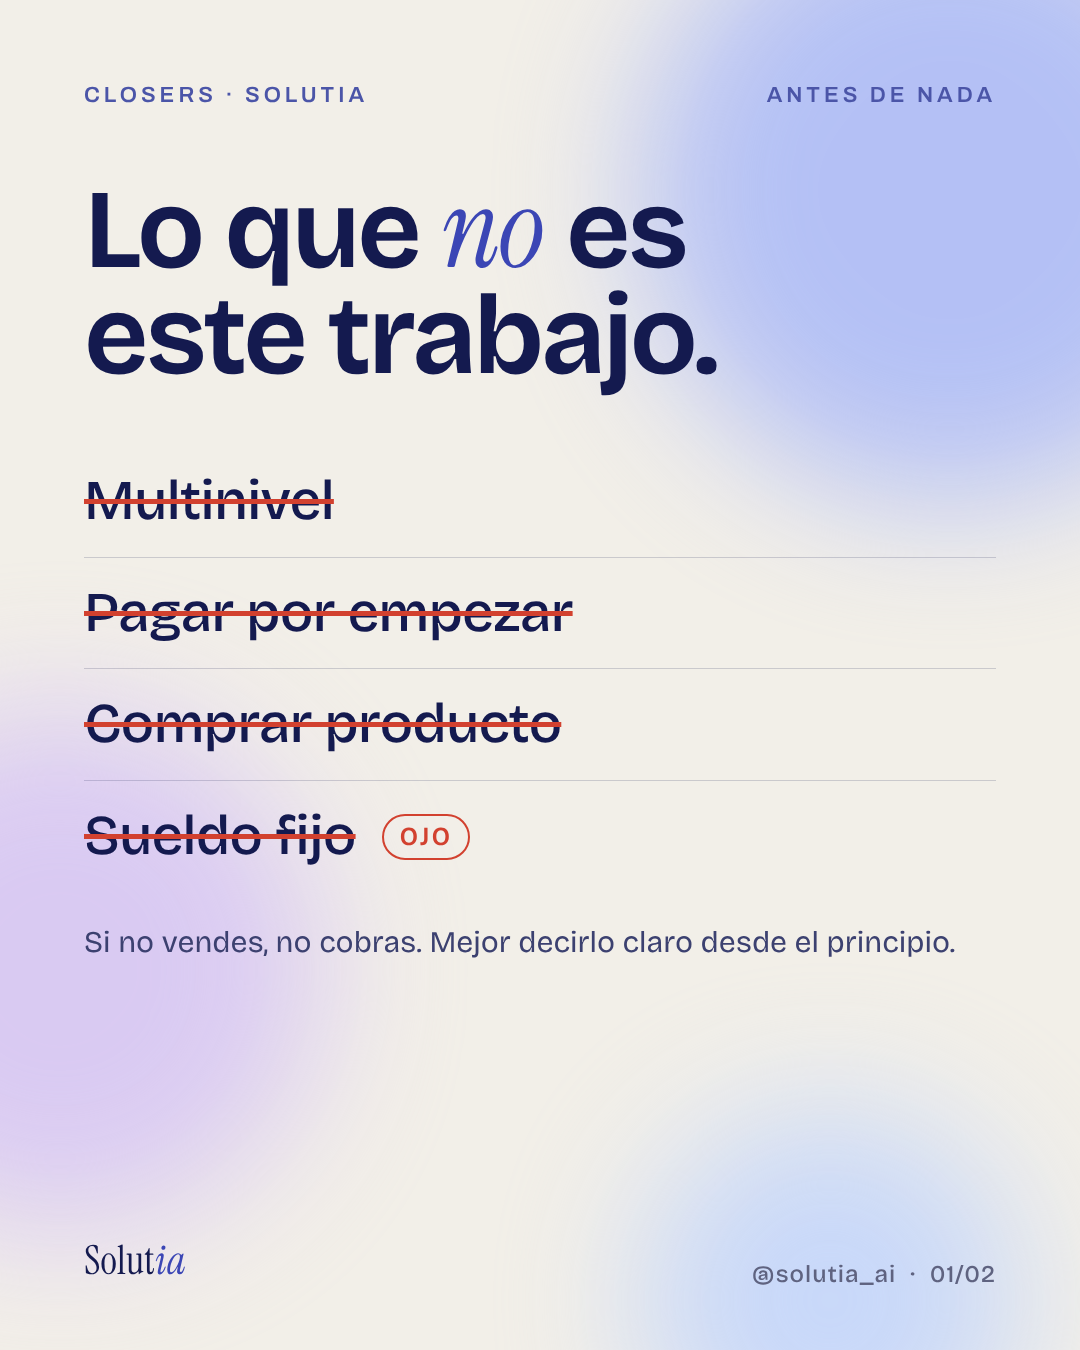 CLOSERS · SOLUTIA
ANTES DE NADA
Lo que no es
este trabajo.
Multinivel
Pagar por empezar
Comprar producto
Sueldo fijo OJO
Si no vendes, no cobras. Mejor decirlo claro desde el principio.
Solutia
@solutia_ai · 01/02